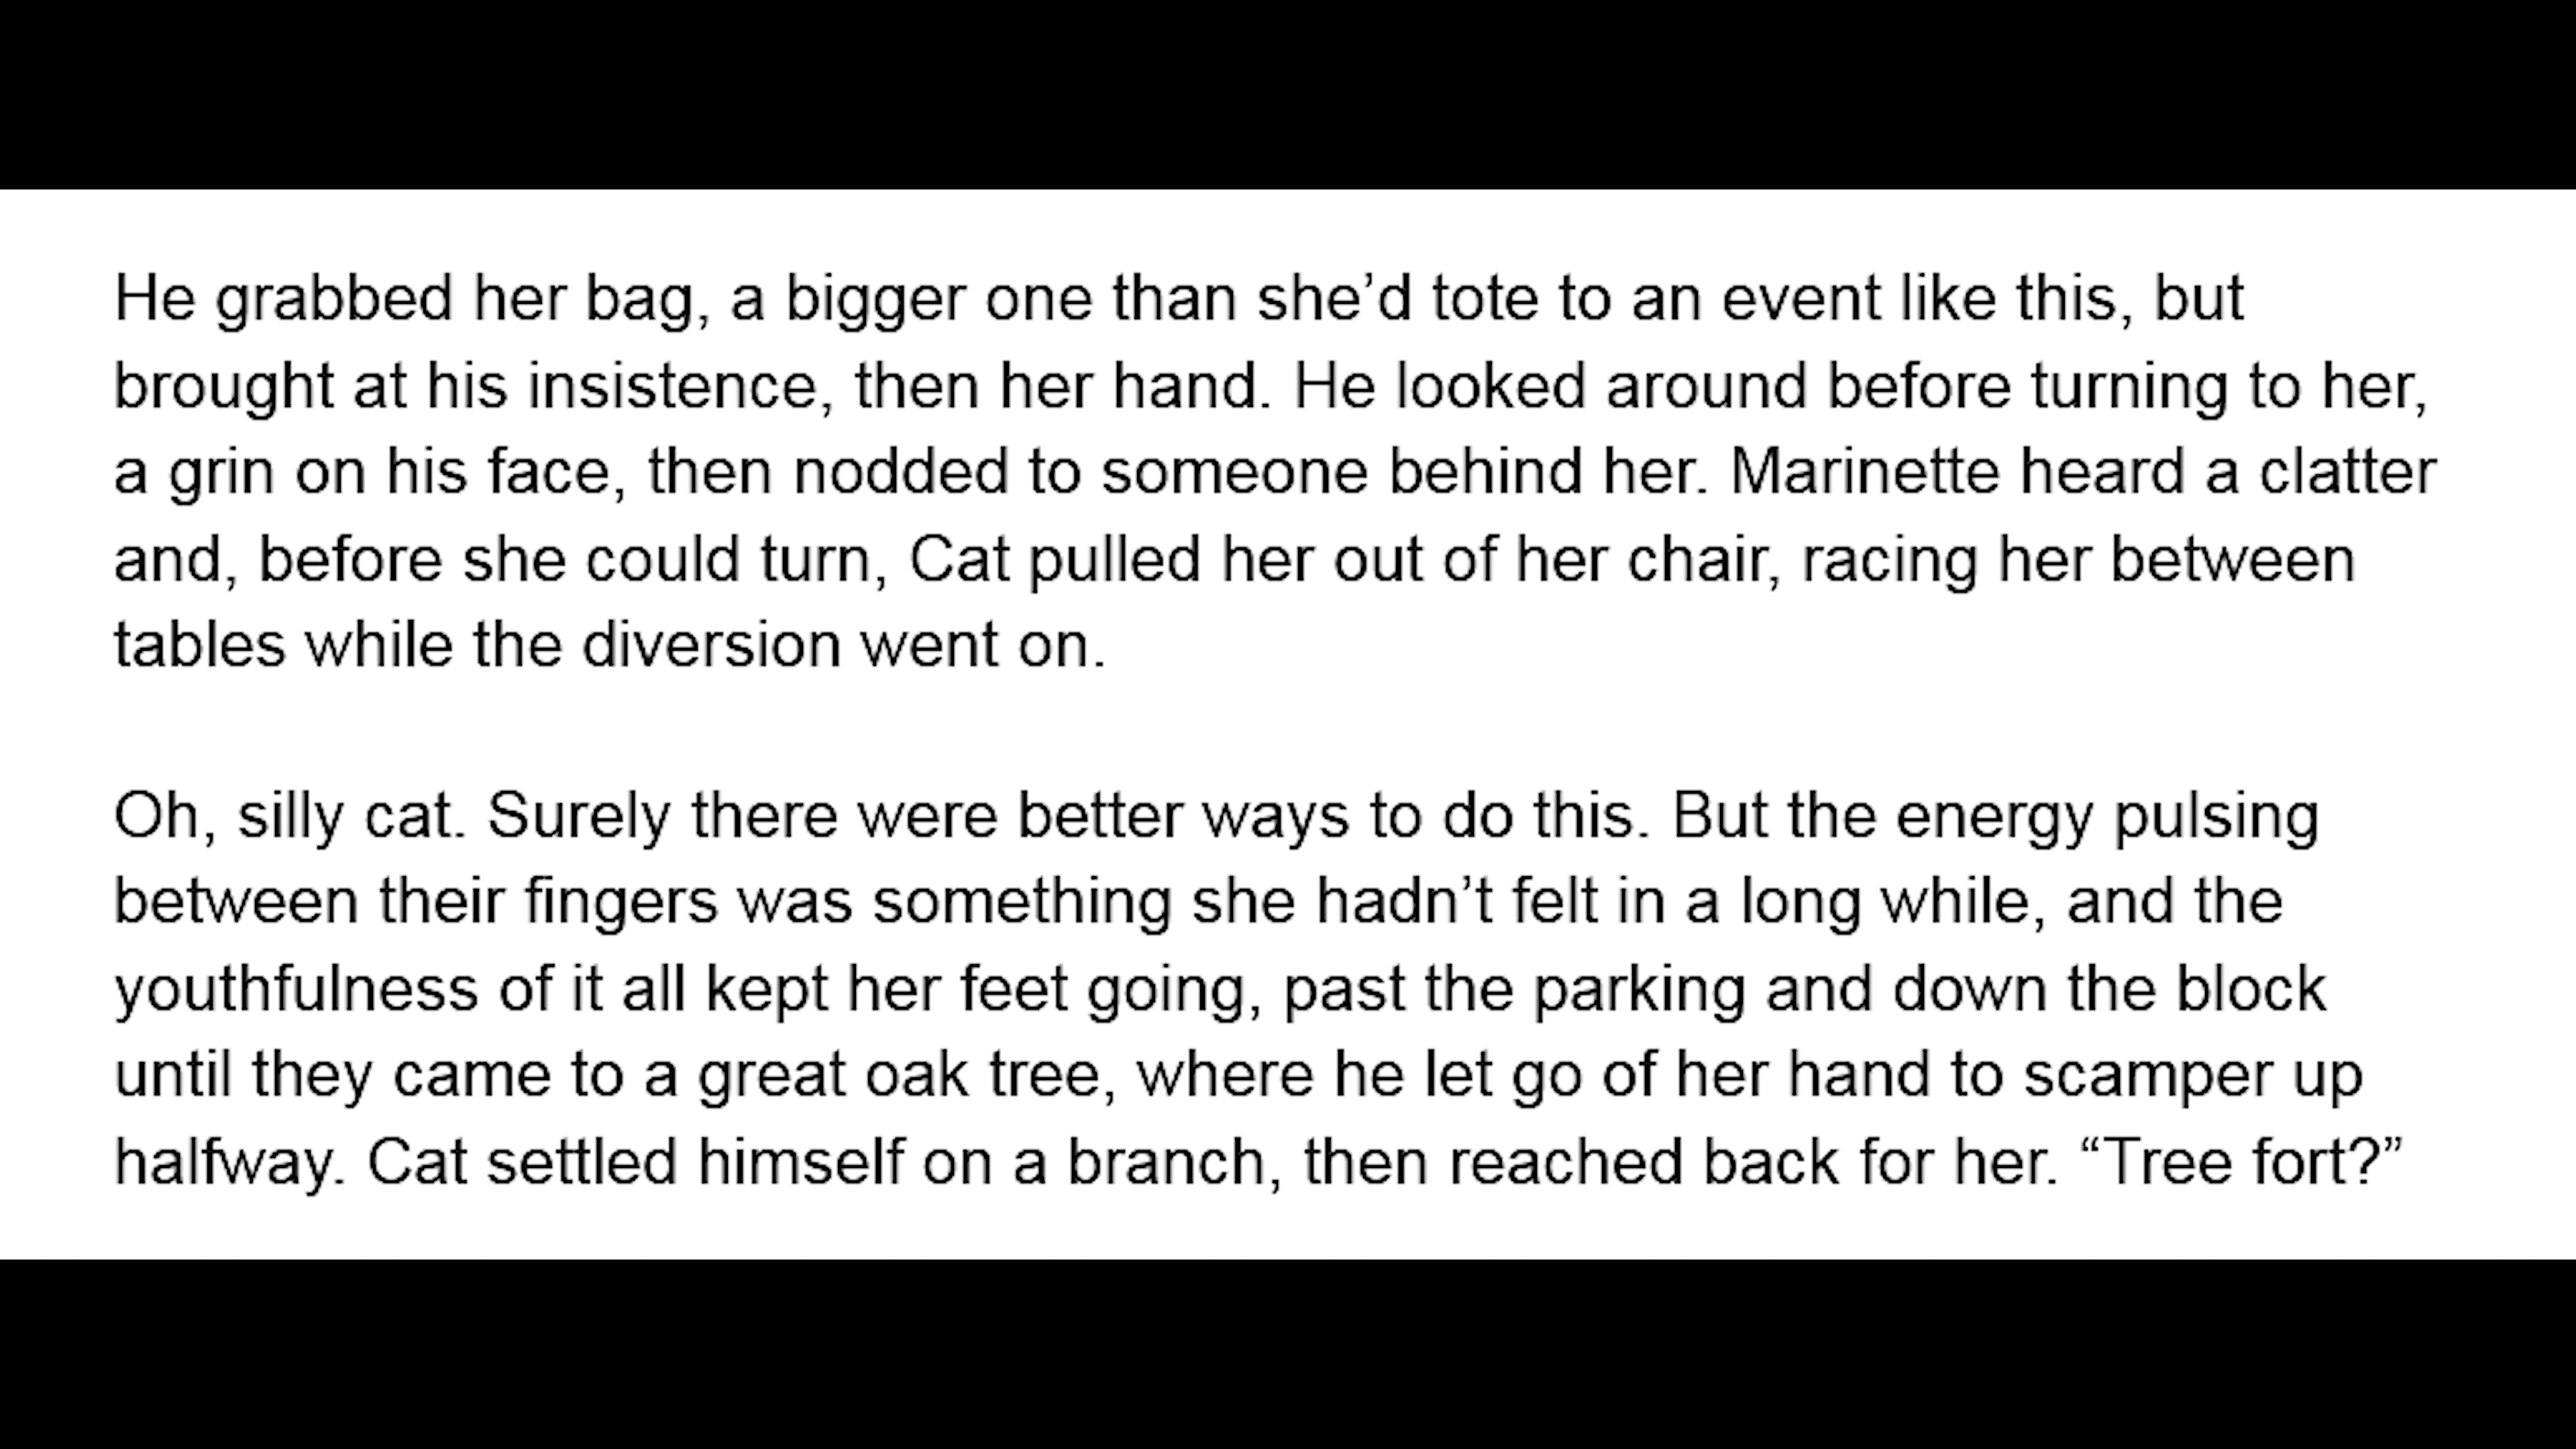 He grabbed her bag, a bigger one than she’d tote to an event like this, but
brought at his insistence, then her hand. He looked around before turning to her,
a grin on his face, then nodded to someone behind her. Marinette heard a clatter
and, before she could turn, Cat pulled her out of her chair, racing her between
tables while the diversion went on.
Oh, silly cat. Surely there were better ways to do this. But the energy pulsing
between their fingers was something she hadn’t felt in a long while, and the
youthfulness of it all kept her feet going, past the parking and down the block
until they came to a great oak tree, where he let go of her hand to scamper up
halfway. Cat settled himself on a branch, then reached back for her. “Tree fort?”